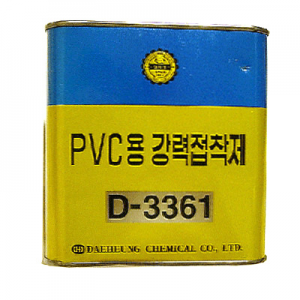 PVC용 강력접착제
D-3361
DAEHEUNG CHEMICAL CO., LTD.